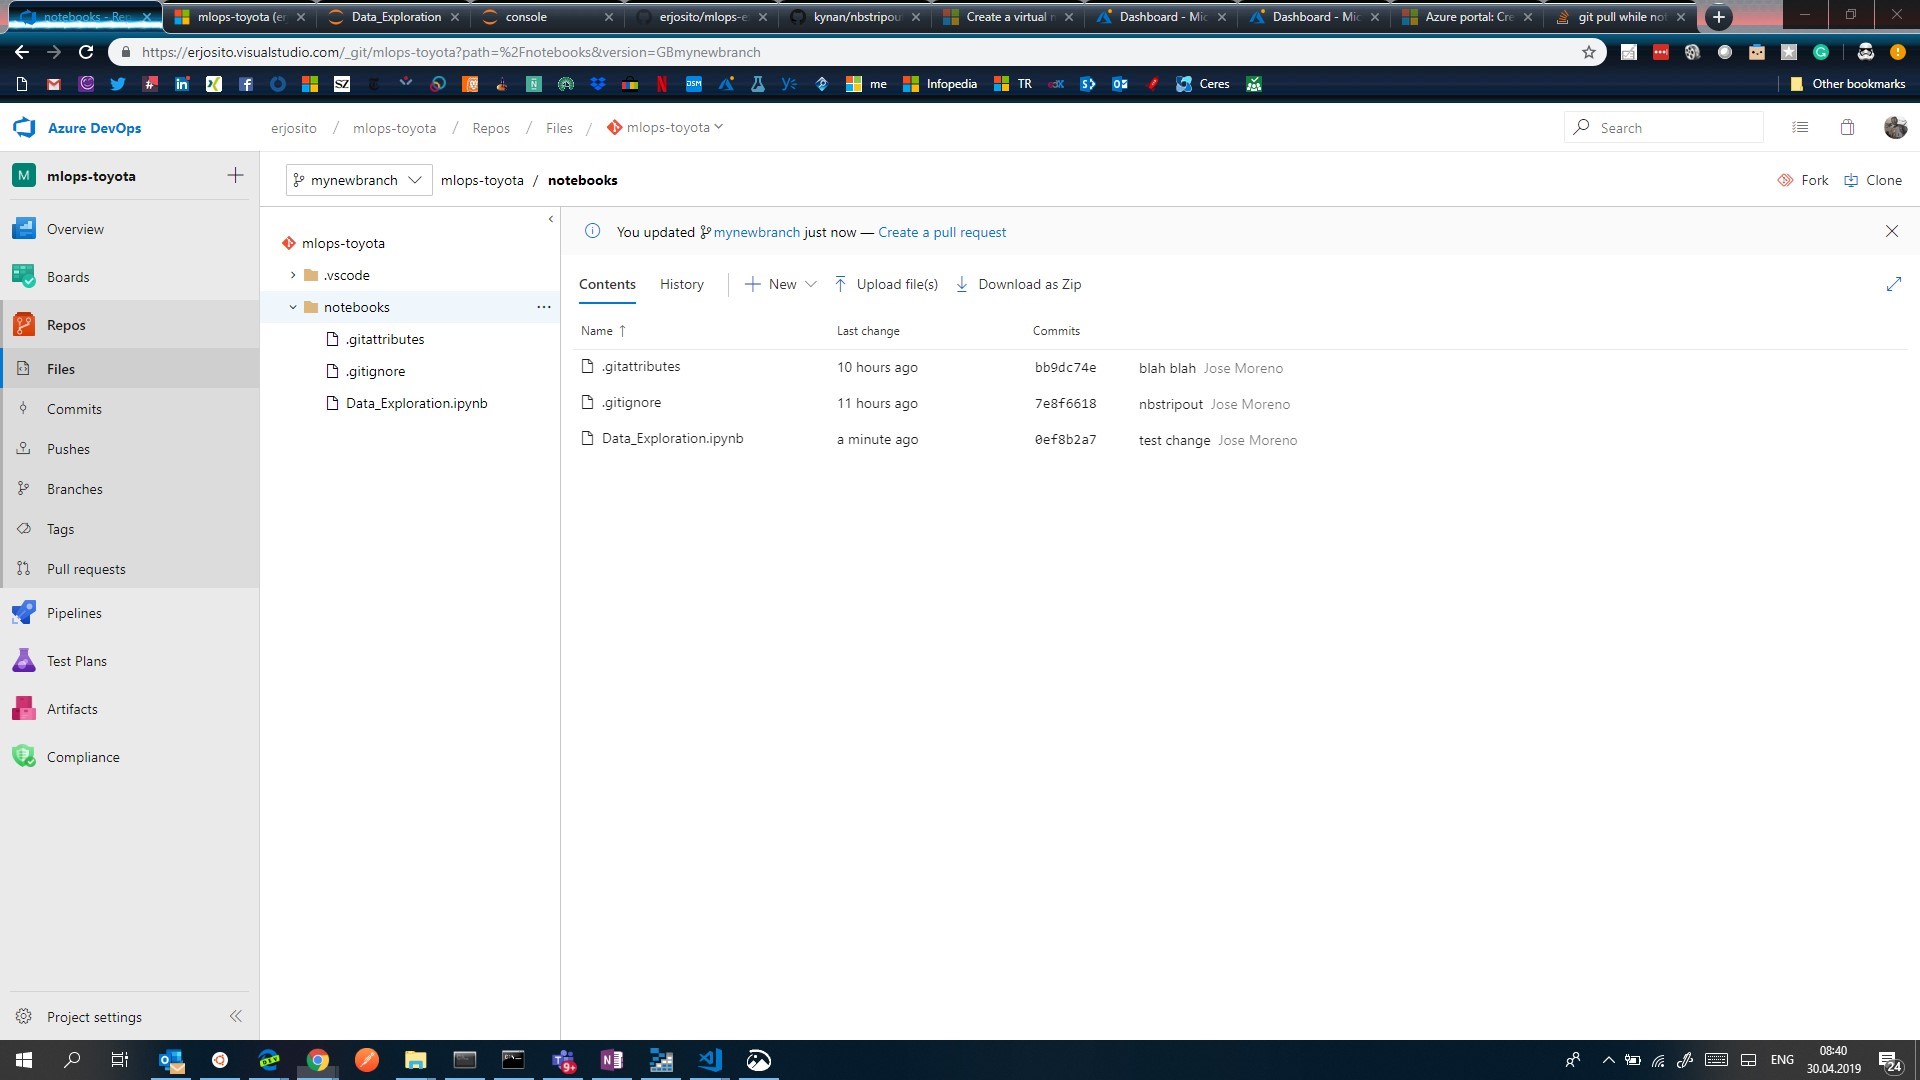 notebooks - Re
mlops-toyota (er
Data_Exploration
console
erjosito/mlops-e
kynan/nbstripou
Create a virtual
Dashboard - Mic
Dashboard - Mic
Azure portal: Cre
git pull while no
https://erjosito.visualstudio.com/_git/mlops-toyota?path=%2Fnotebooks&version=GBmynewbranch
me
Infopedia
TR
Ceres
Other bookmarks
Azure DevOps
erjosito / mlops-toyota / Repos / Files / mlops-toyota
Search
M mlops-toyota
mynewbranch
mlops-toyota / notebooks
Fork
Clone
Overview
Boards
Repos
Files
Commits
Pushes
Branches
Tags
Pull requests
Pipelines
Test Plans
Artifacts
Compliance
Project settings
mlops-toyota
.vscode
notebooks
.gitattributes
.gitignore
Data_Exploration.ipynb
You updated mynewbranch just now — Create a pull request
Contents
History
New
Upload file(s)
Download as Zip
Name
Last change
Commits
.gitattributes 10 hours ago bb9dc74e blah blah Jose Moreno
.gitignore 11 hours ago 7e8f6618 nbstripout Jose Moreno
Data_Exploration.ipynb a minute ago 0ef8b2a7 test change Jose Moreno
ENG
08:40
30.04.2019
24